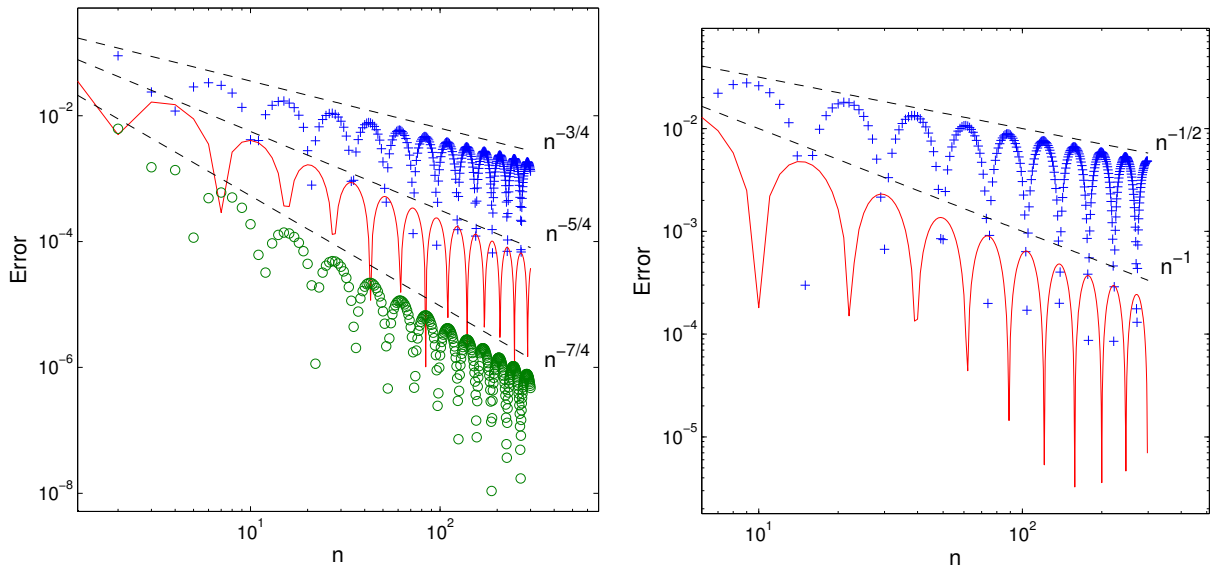 Error
10^{-2}
10^{-4}
10^{-6}
10^{-8}
10^1
10^2
n
n^{-3/4}
n^{-5/4}
n^{-7/4}
Error
10^{-2}
10^{-3}
10^{-4}
10^{-5}
10^1
10^2
n
n^{-1/2}
n^{-1}